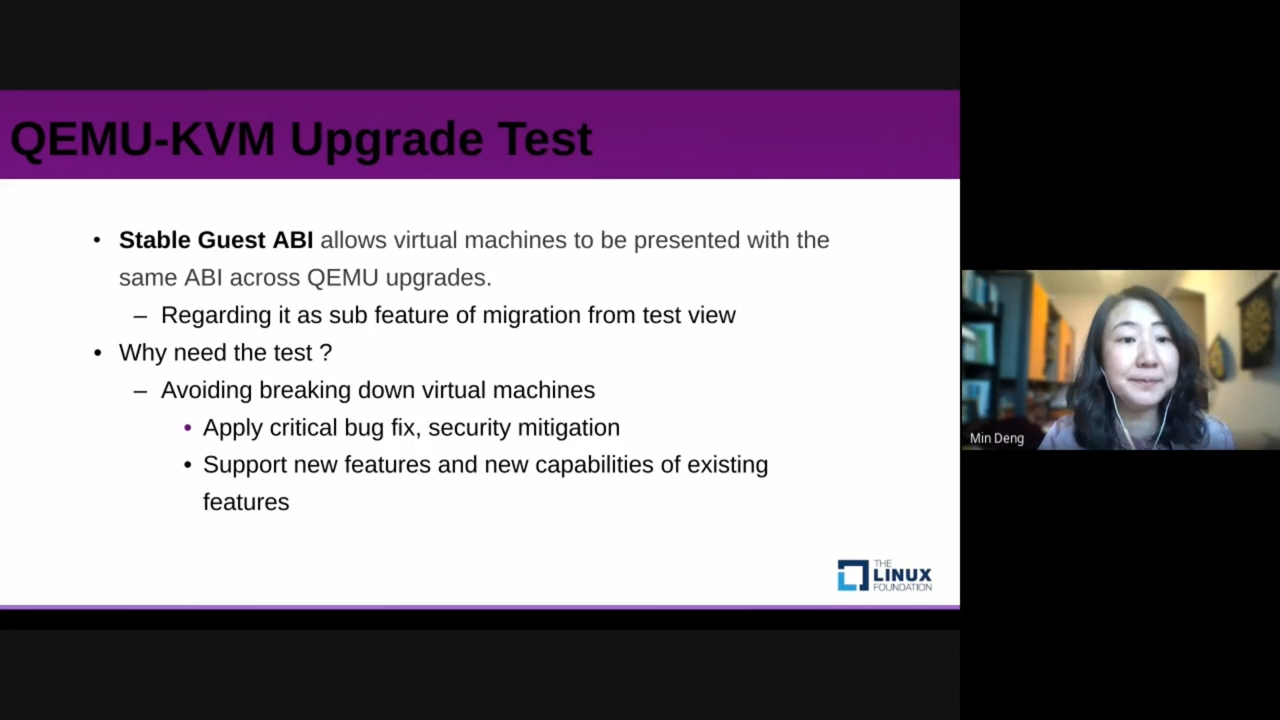 QEMU-KVM Upgrade Test
• Stable Guest ABI allows virtual machines to be presented with the
same ABI across QEMU upgrades.
– Regarding it as sub feature of migration from test view
• Why need the test ?
– Avoiding breaking down virtual machines
• Apply critical bug fix, security mitigation
• Support new features and new capabilities of existing
features
THE
LINUX
FOUNDATION
Min Deng